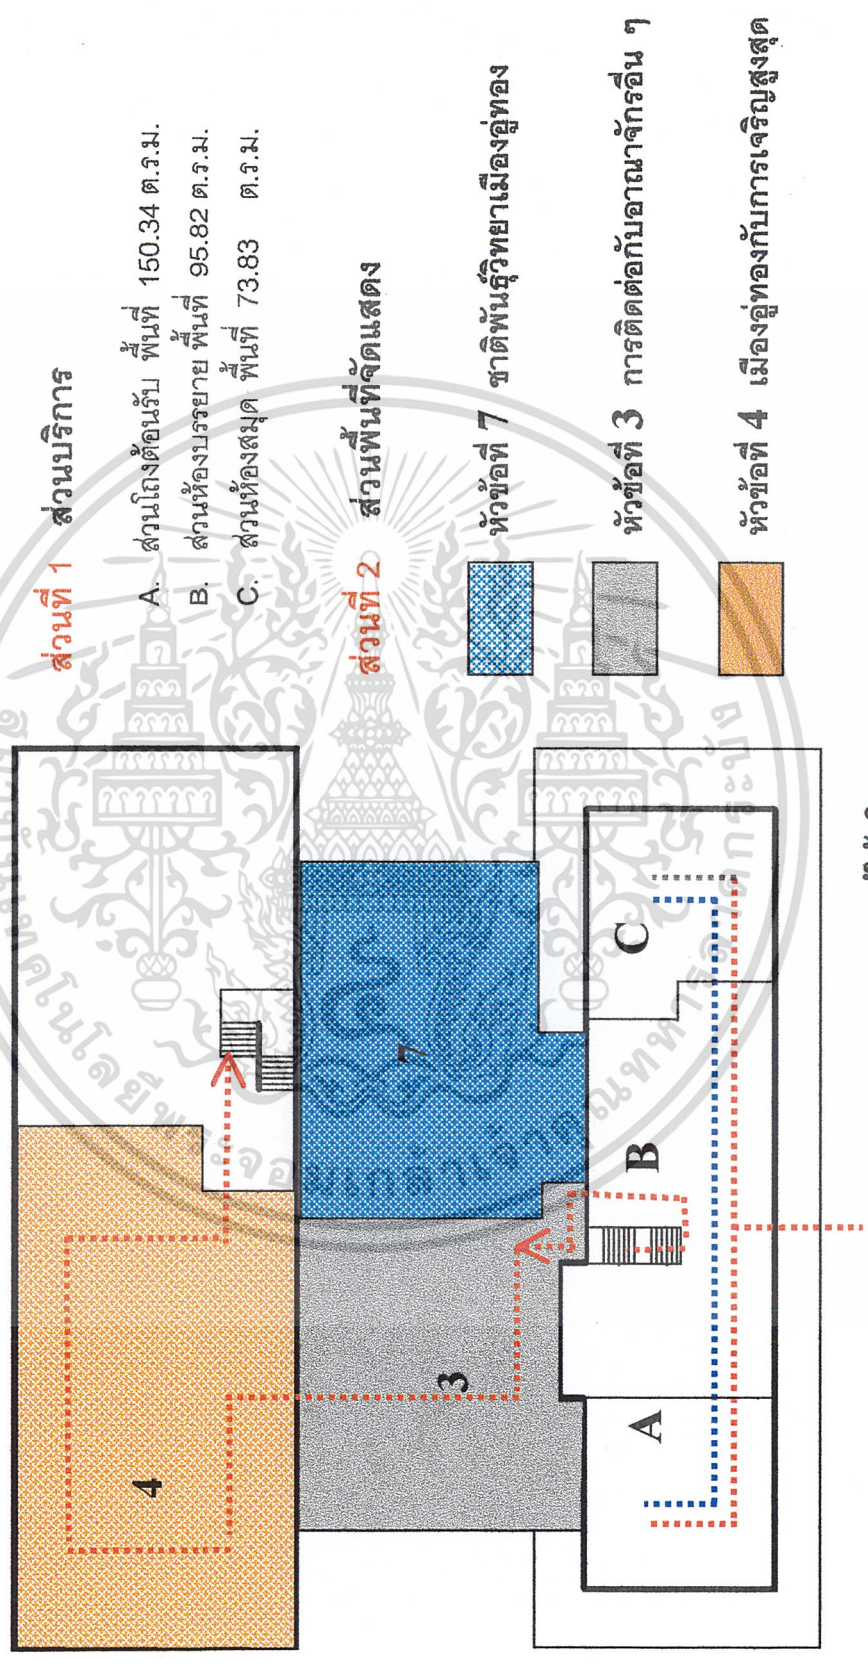 ส่วนที่ 1 ส่วนบริการ
A. ส่วนโถงต้อนรับ พื้นที่ 150.34 ต.ร.ม.
B. ส่วนห้องบรรยาย พื้นที่ 95.82 ต.ร.ม.
C. ส่วนห้องสมุด พื้นที่ 73.83 ต.ร.ม.
ส่วนที่ 2 ส่วนพื้นที่จัดแสดง
หัวข้อที่ 7 ชาติพันธุ์วิทยาเมืองอู่ทอง
หัวข้อที่ 3 การติดต่อกับอาณาจักรอื่น ๆ
หัวข้อที่ 4 เมืองอู่ทองกับการเจริญสูงสุด
4
3
7
A
B
C